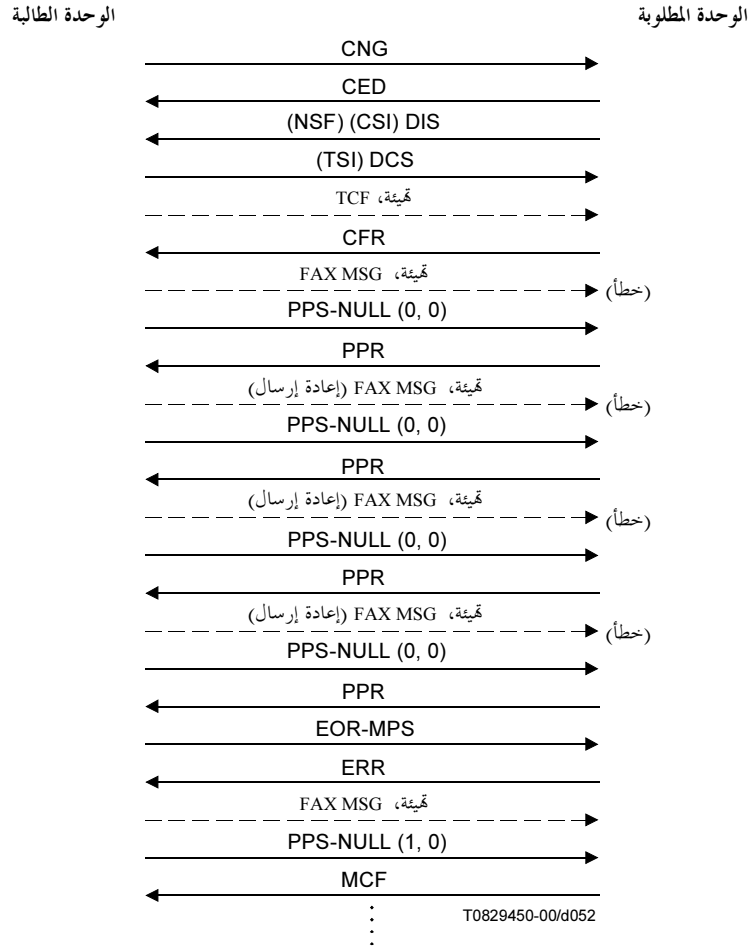 الوحدة الطالبة
الوحدة المطلوبة
CNG
CED
(NSF) (CSI) DIS
(TSI) DCS
تهيئة، TCF
CFR
تهيئة، FAX MSG
(خطأ)
PPS-NULL (0, 0)
PPR
تهيئة، FAX MSG (إعادة إرسال)
(خطأ)
PPS-NULL (0, 0)
PPR
تهيئة، FAX MSG (إعادة إرسال)
(خطأ)
PPS-NULL (0, 0)
PPR
تهيئة، FAX MSG (إعادة إرسال)
(خطأ)
PPS-NULL (0, 0)
PPR
EOR-MPS
ERR
تهيئة، FAX MSG
PPS-NULL (1, 0)
MCF
T0829450-00/d052